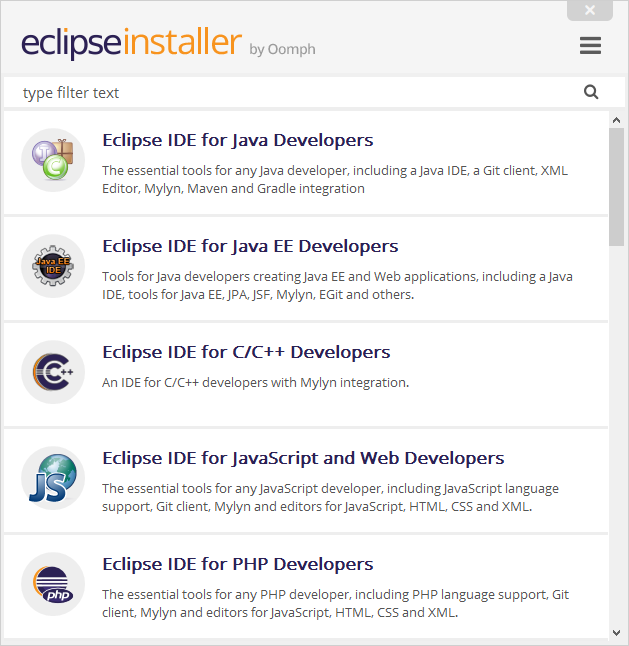 eclipseinstaller by Oomph
type filter text
Eclipse IDE for Java Developers
The essential tools for any Java developer, including a Java IDE, a Git client, XML
Editor, Mylyn, Maven and Gradle integration
J
C
Eclipse IDE for Java EE Developers
Java EE
IDE
Tools for Java developers creating Java EE and Web applications, including a Java
IDE, tools for Java EE, JPA, JSF, Mylyn, EGit and others.
Eclipse IDE for C/C++ Developers
C++
An IDE for C/C++ developers with Mylyn integration.
Eclipse IDE for JavaScript and Web Developers
JS
The essential tools for any JavaScript developer, including JavaScript language
support, Git client, Mylyn and editors for JavaScript, HTML, CSS and XML.
Eclipse IDE for PHP Developers
php
The essential tools for any PHP developer, including PHP language support, Git
client, Mylyn and editors for JavaScript, HTML, CSS and XML.